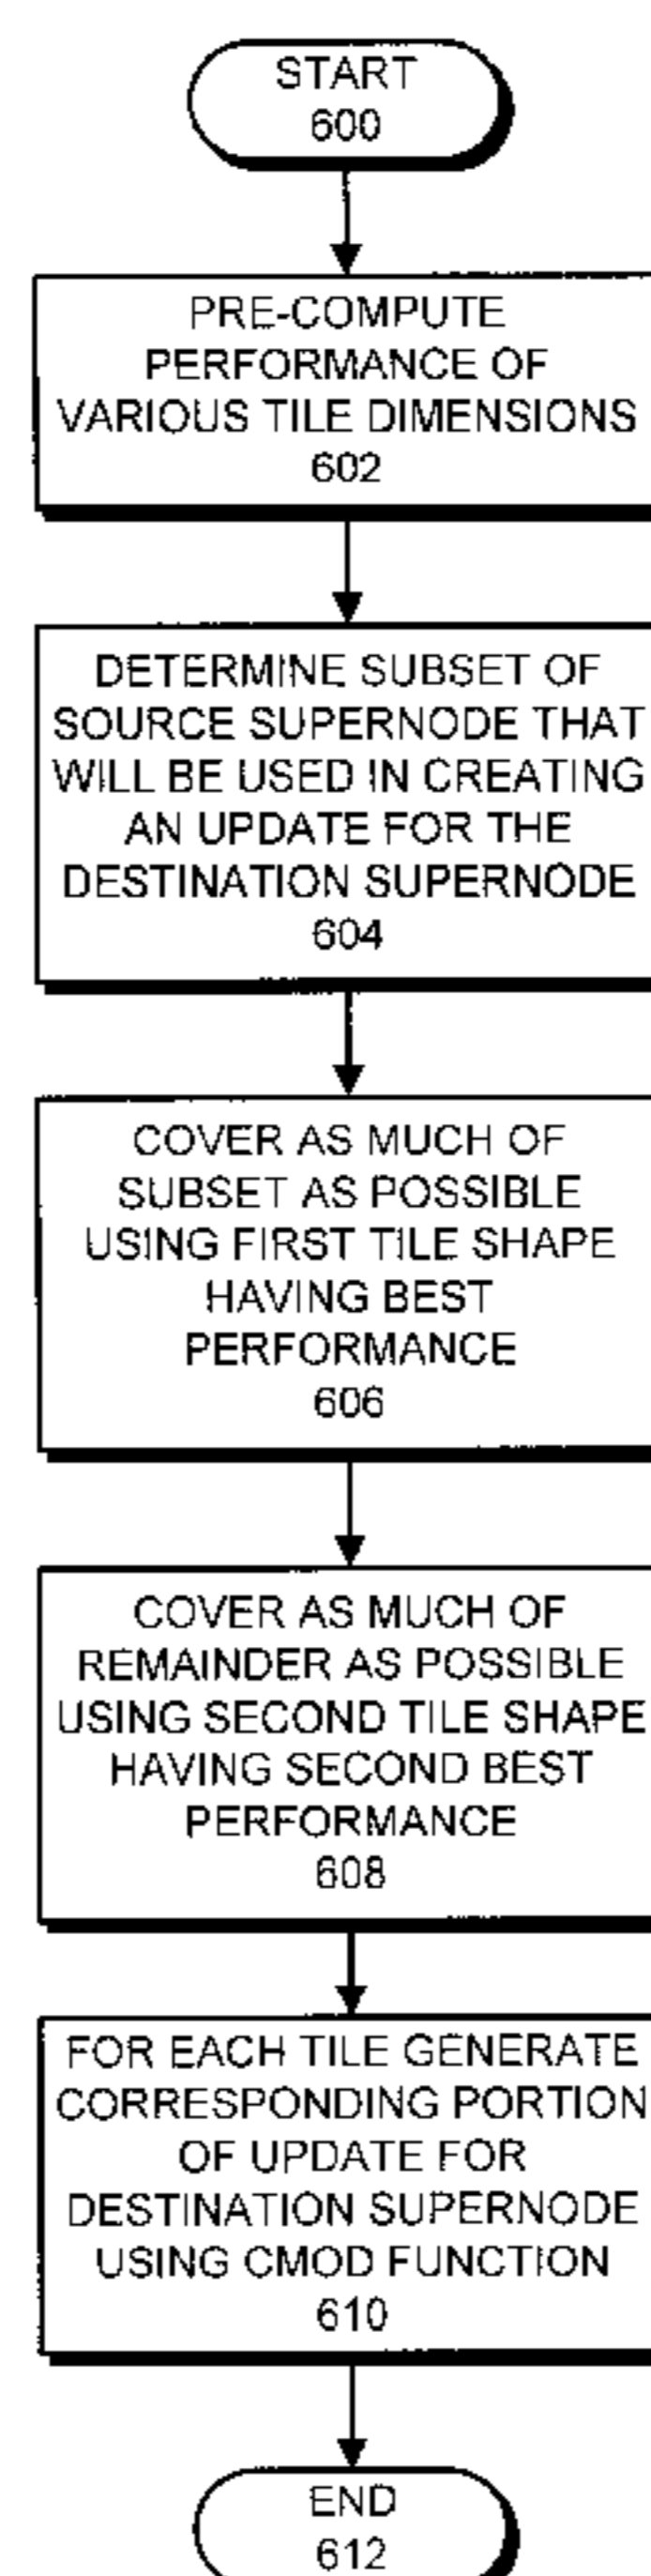 START
600
PRE-COMPUTE
PERFORMANCE OF
VARIOUS TILE DIMENSIONS
602
DETERMINE SUBSET OF
SOURCE SUPERNODE THAT
WILL BE USED IN CREATING
AN UPDATE FOR THE
DESTINATION SUPERNODE
604
COVER AS MUCH OF
SUBSET AS POSSIBLE
USING FIRST TILE SHAPE
HAVING BEST
PERFORMANCE
606
COVER AS MUCH OF
REMAINDER AS POSSIBLE
USING SECOND TILE SHAPE
HAVING SECOND BEST
PERFORMANCE
608
FOR EACH TILE GENERATE
CORRESPONDING PORTION
OF UPDATE FOR
DESTINATION SUPERNODE
USING CMOD FUNCTION
610
END
612